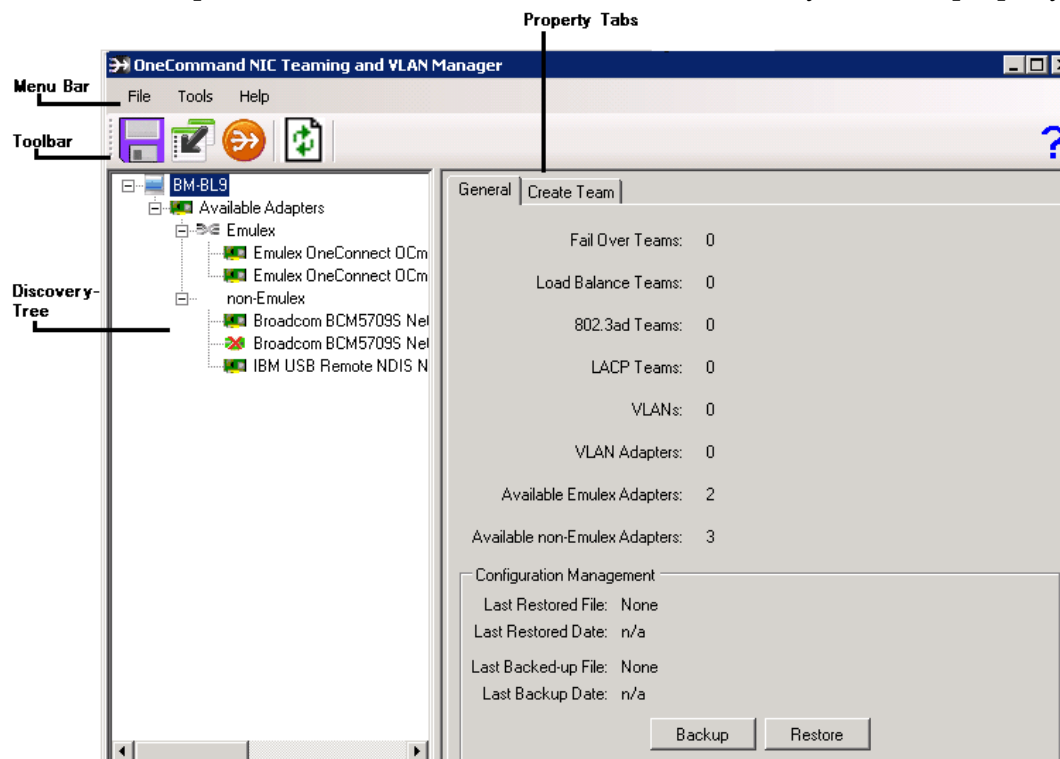 Property Tabs
OneCommand NIC Teaming and VLAN Manager
Menu Bar
File Tools Help
Toolbar
?
BM-BL9
Available Adapters
Emulex
Emulex OneConnect OCm
Emulex OneConnect OCm
non-Emulex
Broadcom BCM5709S Net
Broadcom BCM5709S Net
IBM USB Remote NDIS N
Discovery-
Tree
General Create Team
Fail Over Teams: 0
Load Balance Teams: 0
802.3ad Teams: 0
LACP Teams: 0
VLANs: 0
VLAN Adapters: 0
Available Emulex Adapters: 2
Available non-Emulex Adapters: 3
Configuration Management
Last Restored File: None
Last Restored Date: n/a
Last Backed-up File: None
Last Backup Date: n/a
Backup Restore